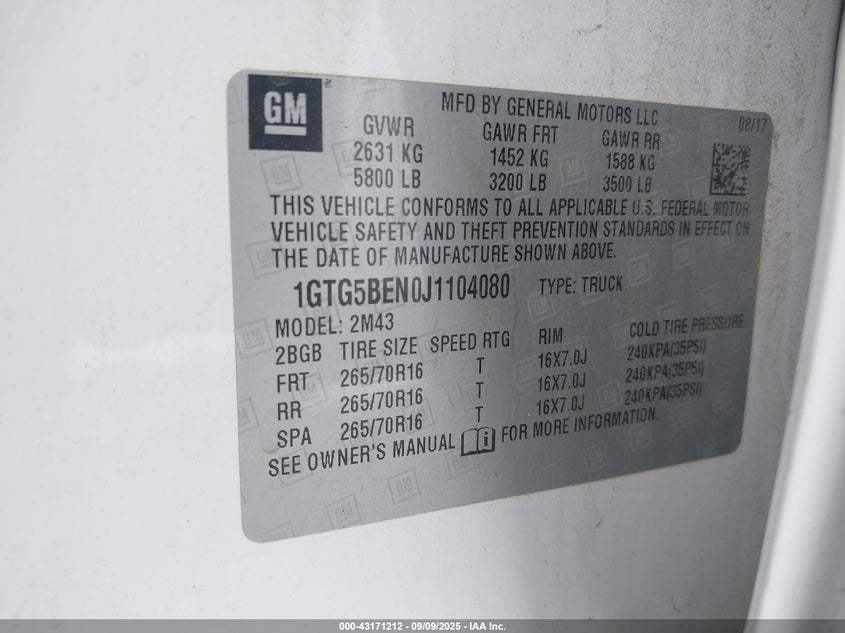 GM
MFD BY GENERAL MOTORS LLC
08/17
GVWR GAWR FRT GAWR RR
2631 KG 1452 KG 1588 KG
5800 LB 3200 LB 3500 LB
THIS VEHICLE CONFORMS TO ALL APPLICABLE U.S. FEDERAL MOTOR
VEHICLE SAFETY AND THEFT PREVENTION STANDARDS IN EFFECT ON
THE DATE OF MANUFACTURE SHOWN ABOVE.
1GTG5BEN0J1104080 TYPE: TRUCK
MODEL: 2M43
2BGB TIRE SIZE SPEED RTG RIM COLD TIRE PRESSURE
FRT 265/70R16 T 16X7.0J 240KPA(35PSI)
RR 265/70R16 T 16X7.0J 240KPA(35PSI)
SPA 265/70R16 T 16X7.0J 240KPA(35PSI)
SEE OWNER'S MANUAL FOR MORE INFORMATION.
000-43171212 - 09/09/2025 - IAA Inc.